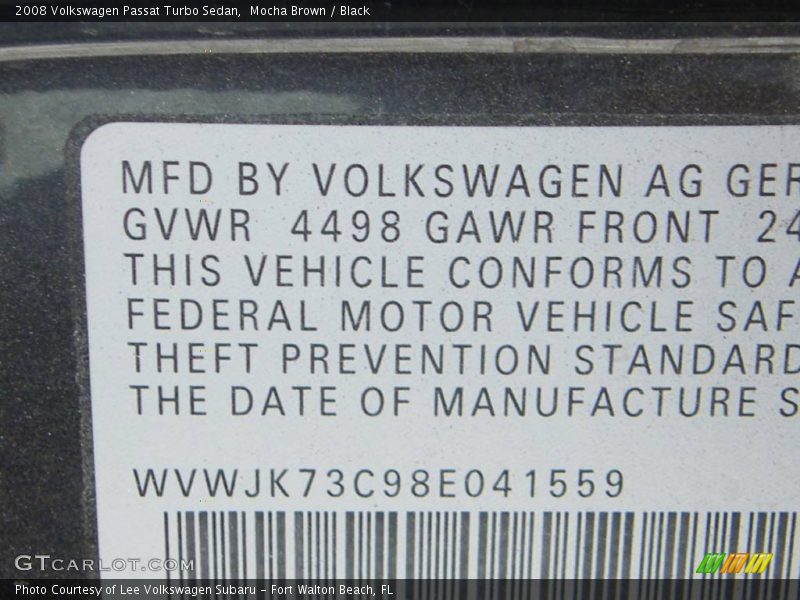 2008 Volkswagen Passat Turbo Sedan, Mocha Brown / Black
MFD BY VOLKSWAGEN AG GER
GVWR 4498 GAWR FRONT 24
THIS VEHICLE CONFORMS TO A
FEDERAL MOTOR VEHICLE SAF
THEFT PREVENTION STANDARD
THE DATE OF MANUFACTURE S
WVWJK73C98E041559
GTCARLOT.COM
Photo Courtesy of Lee Volkswagen Subaru - Fort Walton Beach, FL